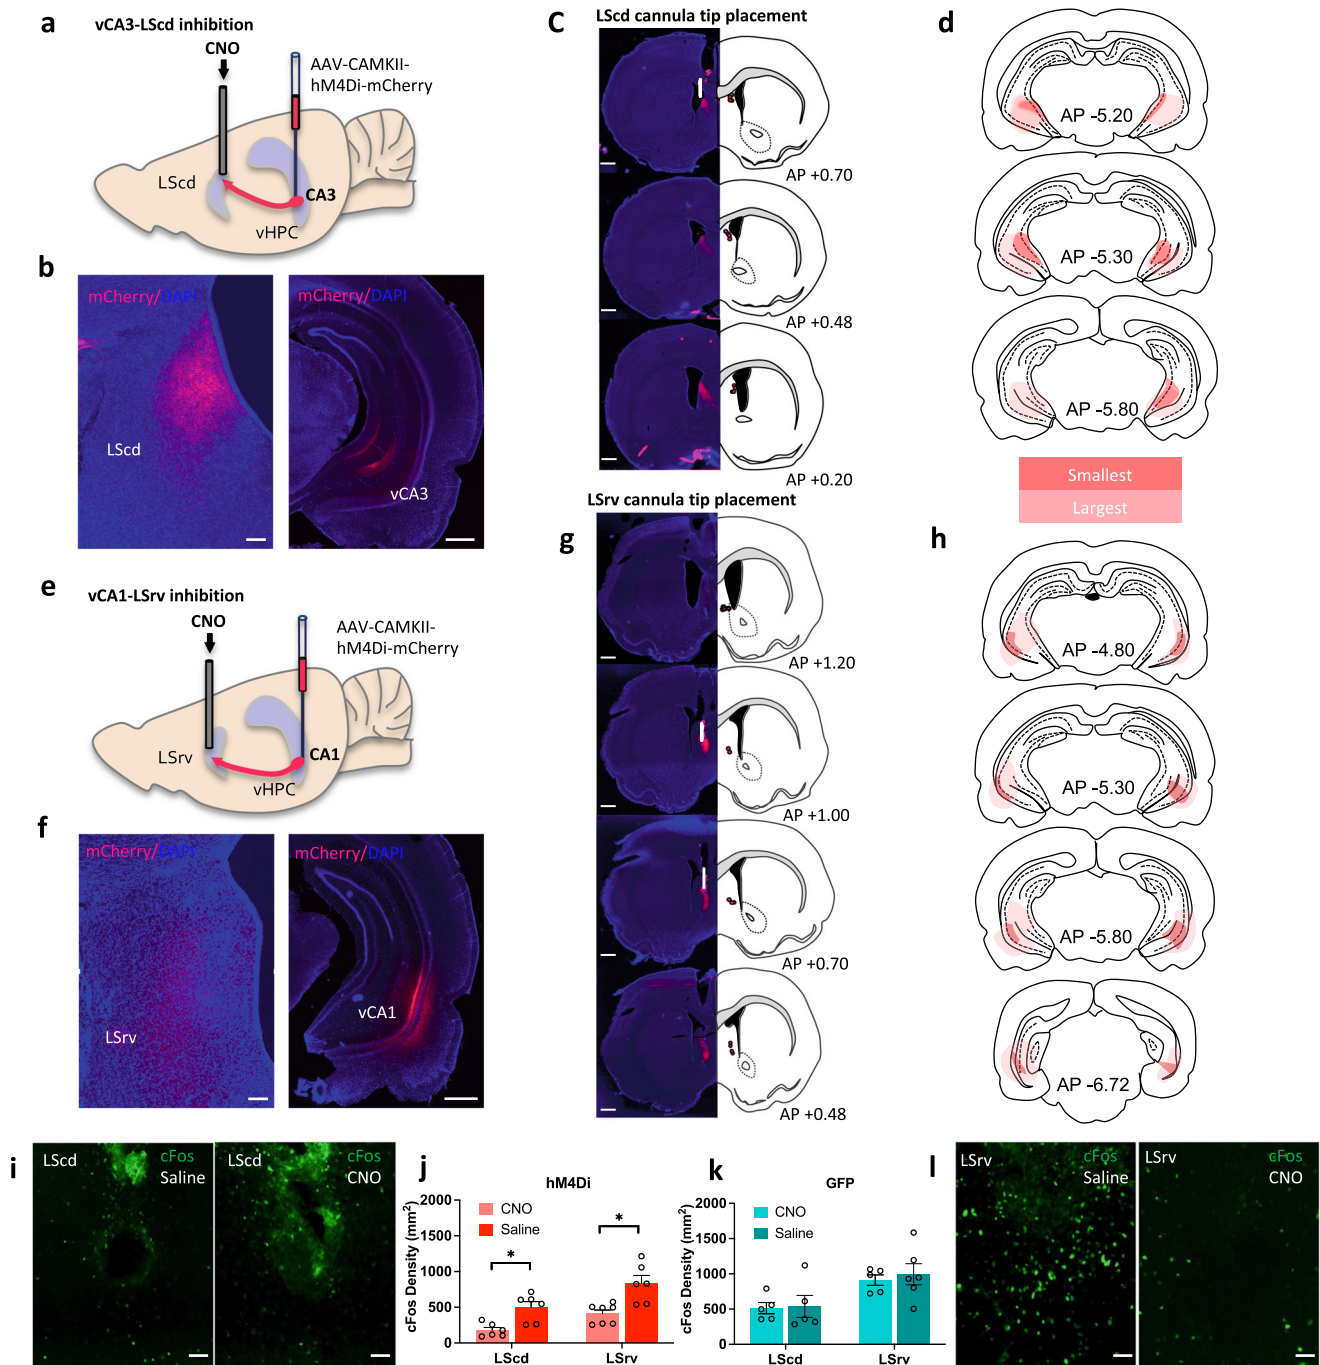 a
vCA3-LScd inhibition
CNO
AAV-CAMKII-
hM4Di-mCherry
LScd
CA3
vHPC
b
mCherry/DAPI
LScd
mCherry/DAPI
vCA3
C
LScd cannula tip placement
AP +0.70
AP +0.48
AP +0.20
d
AP -5.20
AP -5.30
AP -5.80
Smallest
Largest
e
vCA1-LSrv inhibition
CNO
AAV-CAMKII-
hM4Di-mCherry
LSrv
CA1
vHPC
f
mCherry/DAPI
LSrv
mCherry/DAPI
vCA1
LSrv cannula tip placement
g
AP +1.20
AP +1.00
AP +0.70
AP +0.48
h
AP -4.80
AP -5.30
AP -5.80
AP -6.72
i
LScd
cFos
Saline
LScd
cFos
CNO
j
hM4Di
cFos Density (mm²)
2000
1500
1000
500
0
CNO
Saline
*
*
LScd
LSrv
k
GFP
cFos Density (mm²)
2000
1500
1000
500
0
CNO
Saline
LScd
LSrv
l
LSrv
cFos
Saline
LSrv
cFos
CNO